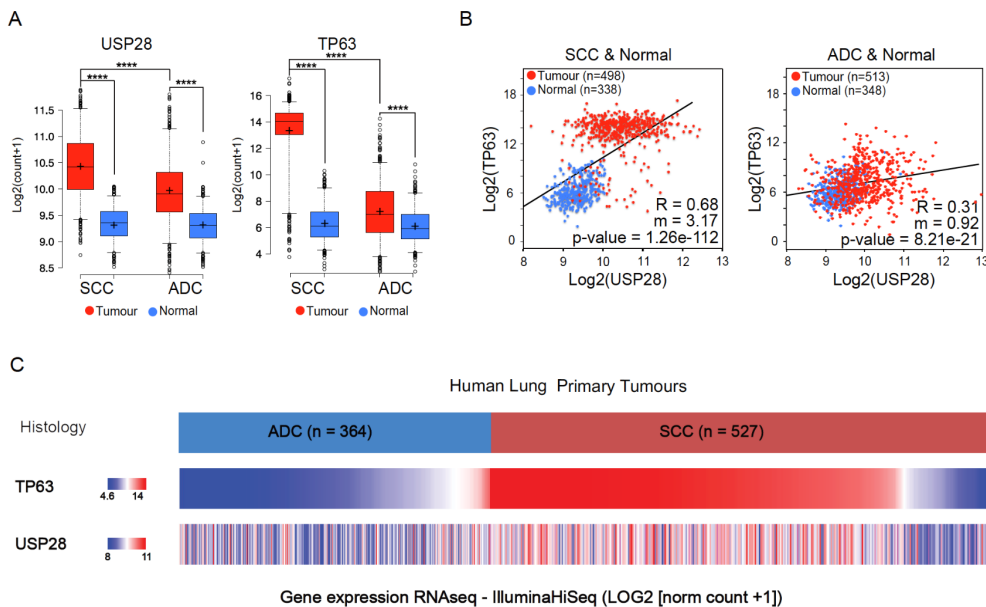 A
USP28
TP63
****
****
****
****
****
****
Log2(count+1)
11.5
11.0
10.5
10.0
9.5
9.0
8.5
SCC
ADC
Tumour
Normal
Log2(count+1)
16
14
12
10
8
6
4
SCC
ADC
Tumour
Normal
B
SCC & Normal
Tumour (n=498)
Normal (n=338)
Log2(TP63)
18
12
6
0
R = 0.68
m = 3.17
p-value = 1.26e-112
8 9 10 11 12 13
Log2(USP28)
ADC & Normal
Tumour (n=513)
Normal (n=348)
Log2(TP63)
18
12
6
0
R = 0.31
m = 0.92
p-value = 8.21e-21
8 9 10 11 12 13
Log2(USP28)
C
Human Lung Primary Tumours
Histology
ADC (n = 364)
SCC (n = 527)
TP63
4.6 14
USP28
8 11
Gene expression RNAseq - IlluminaHiSeq (LOG2 [norm count +1])